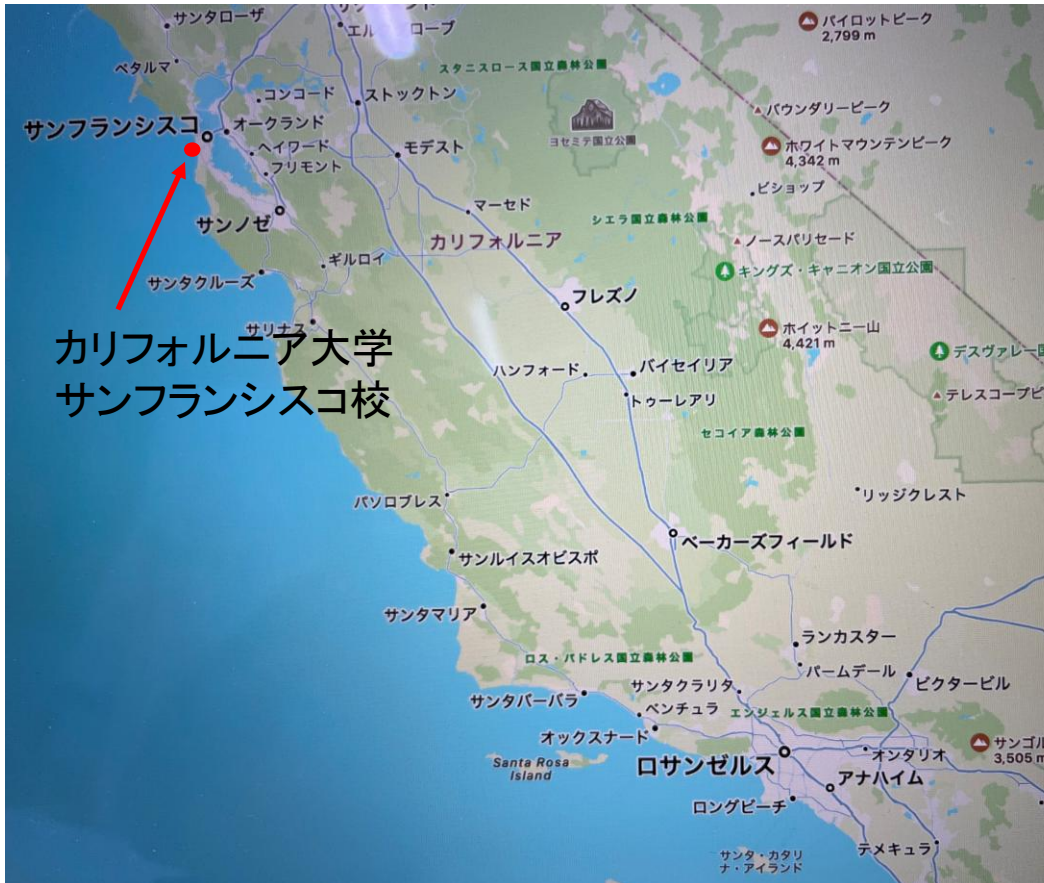 サンタローザ
エル
ローブ
パイロットピーク
2,799 m
ペタルマ
スタニスロース国立森林公園
コンコード
ストックトン
バウンダリーピーク
サンフランシスコ
オークランド
ヨセミテ国立公園
ヘイワード
モデスト
ホワイトマウンテンピーク
4,342 m
フリモント
ビショップ
サンノゼ
マーセド
シエラ国立森林公園
カリフォルニア
ノースパリセード
ギルロイ
キングズ・キャニオン国立公園
サンタクルーズ
フレズノ
サリナス
ホイットニー山
4,421 m
カリフォルニア大学
サンフランシスコ校
デスヴァレー国
ハンフォード
バイセイリア
トゥーレアリ
テレスコープピ
セコイア森林公園
パソロブレス
リッジクレスト
ベーカーズフィールド
サンルイスオビスポ
サンタマリア
ランカスター
ロス・パドレス国立森林公園
パームデール
サンタクラリタ
ビクタービル
サンタバーバラ
ベンチュラ
エンジェルス国立森林公園
オックスナード
サンゴル
3,505 m
Santa Rosa
Island
ロサンゼルス
オンタリオ
アナハイム
ロングビーチ
テメキュラ
サンタ・カタリ
ナ・アイランド